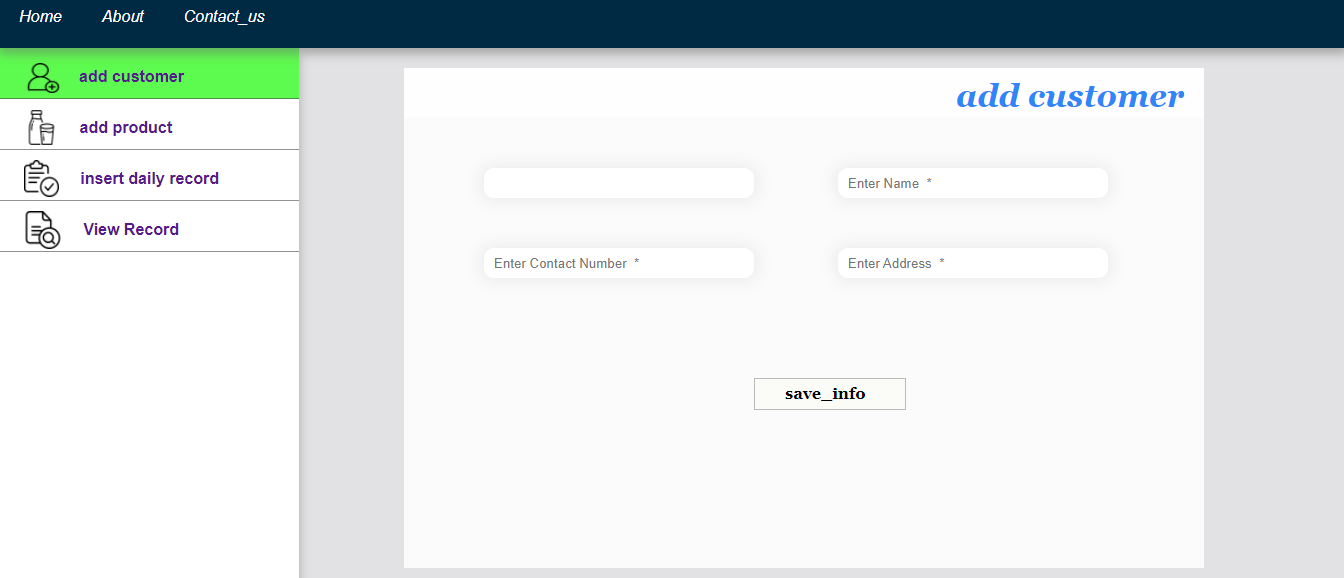 Home About Contact_us
add customer
add product
insert daily record
View Record
add customer
Enter Name *
Enter Contact Number *
Enter Address *
save_info